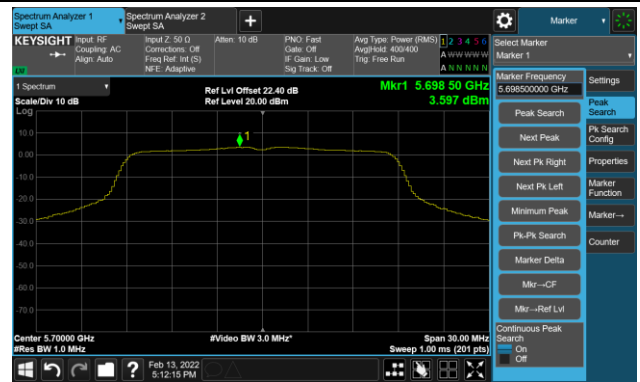 Spectrum Analyzer 1
Swept SA
Spectrum Analyzer 2
Swept SA
+
Marker
KEYSIGHT
Input: RF
Coupling: AC
Align: Auto
Input Z: 50 Ω
Corrections: Off
Freq Ref: Int (S)
NFE: Adaptive
Atten: 10 dB
PNO: Fast
Gate: Off
IF Gain: Low
Sig Track: Off
Avg Type: Power (RMS)
Avg|Hold: 400/400
Trig: Free Run
1 2 3 4 5 6
A W W W W W
A N N N N N
LW
Select Marker
Marker 1
1 Spectrum
Scale/Div 10 dB
Log
Ref Lvl Offset 22.40 dB
Ref Level 20.00 dBm
Mkr1 5.698 50 GHz
3.597 dBm
1
10.0
0.00
-10.0
-20.0
-30.0
-40.0
-50.0
-60.0
-70.0
Center 5.70000 GHz
#Res BW 1.0 MHz
#Video BW 3.0 MHz*
Span 30.00 MHz
Sweep 1.00 ms (201 pts)
Marker Frequency
5.698500000 GHz
Peak Search
Next Peak
Next Pk Right
Next Pk Left
Minimum Peak
Pk-Pk Search
Marker Delta
Mkr→CF
Mkr→Ref Lvl
Continuous Peak
Search
On
Off
Settings
Peak
Search
Pk Search
Config
Properties
Marker
Function
Marker→
Counter
?
Feb 13, 2022
5:12:15 PM